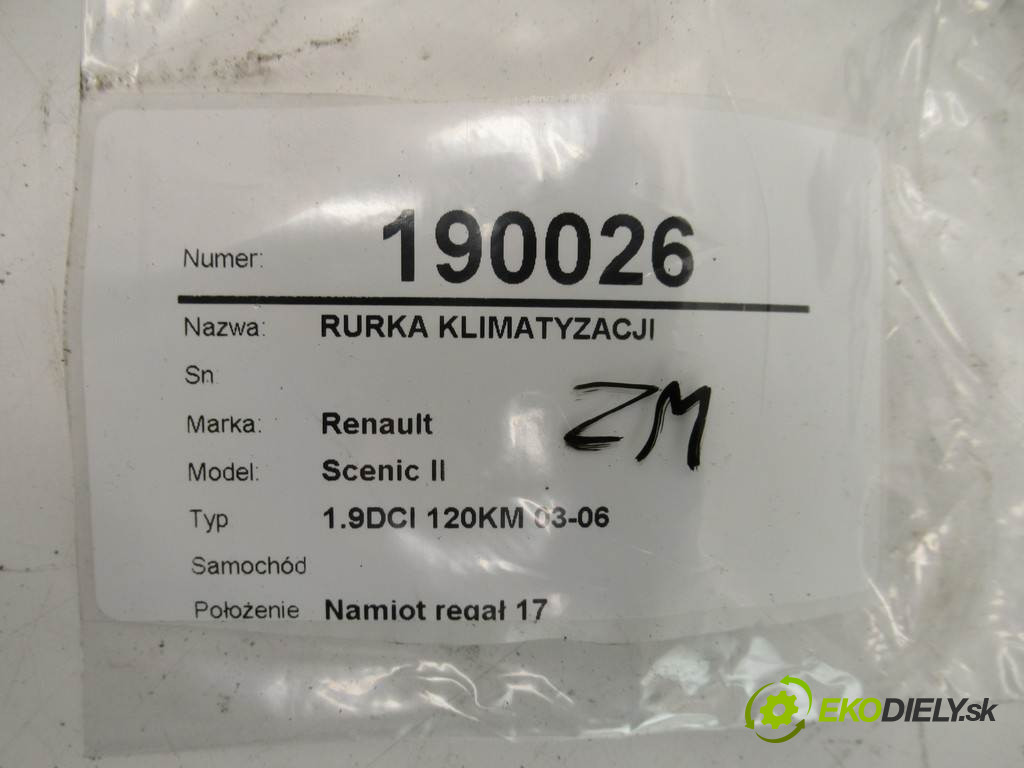 Numer: 190026
Nazwa: RURKA KLIMATYZACJI
Sn
ZM
Marka: Renault
Model: Scenic II
Typ 1.9DCI 120KM 03-06
Samochód
Położenie Namiot regał 17
EKODIELY.sk